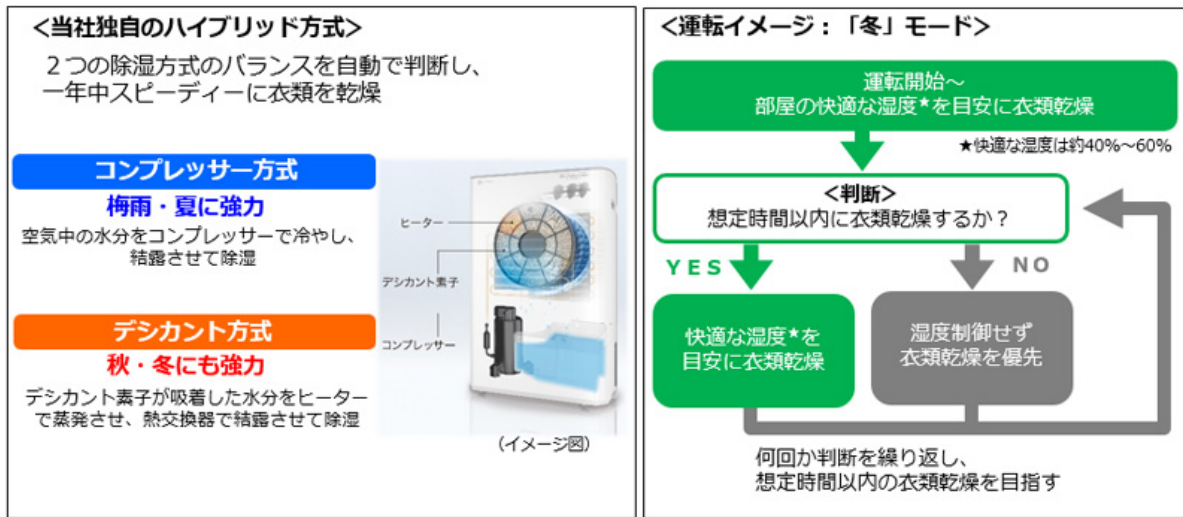 <当社独自のハイブリッド方式>
2つの除湿方式のバランスを自動で判断し、
一年中スピーディーに衣類を乾燥
コンプレッサー方式
梅雨・夏に強力
空気中の水分をコンプレッサーで冷やし、
結露させて除湿
デシカント方式
秋・冬にも強力
デシカント素子が吸着した水分をヒーター
で蒸発させ、熱交換器で結露させて除湿
ヒーター
デシカント素子
コンプレッサー
(イメージ図)
<運転イメージ:「冬」モード>
運転開始~
部屋の快適な湿度★を目安に衣類乾燥
★快適な湿度は約40%~60%
<判断>
想定時間以内に衣類乾燥するか?
YES
NO
快適な湿度★を
目安に衣類乾燥
湿度制御せず
衣類乾燥を優先
何回か判断を繰り返し、
想定時間以内の衣類乾燥を目指す